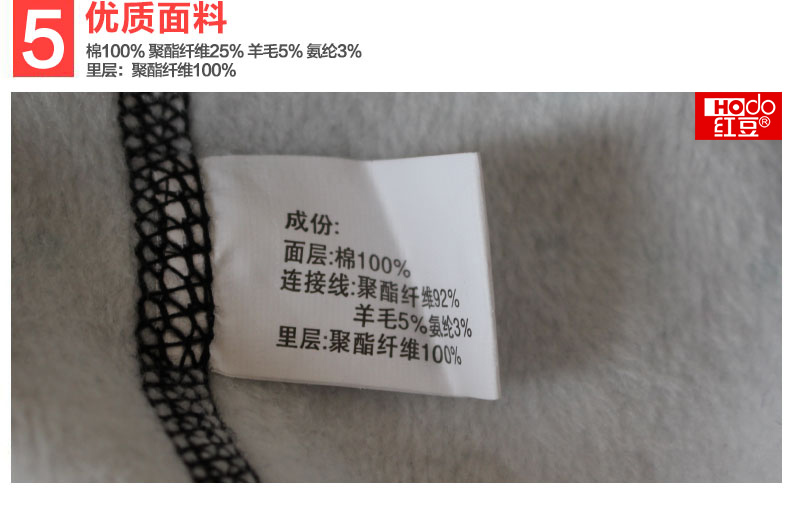 5
优质面料
棉100% 聚酯纤维25% 羊毛5% 氨纶3%
里层：聚酯纤维100%
Hodo
红豆®
成份:
面层:棉100%
连接线:聚酯纤维92%
羊毛5%氨纶3%
里层:聚酯纤维100%